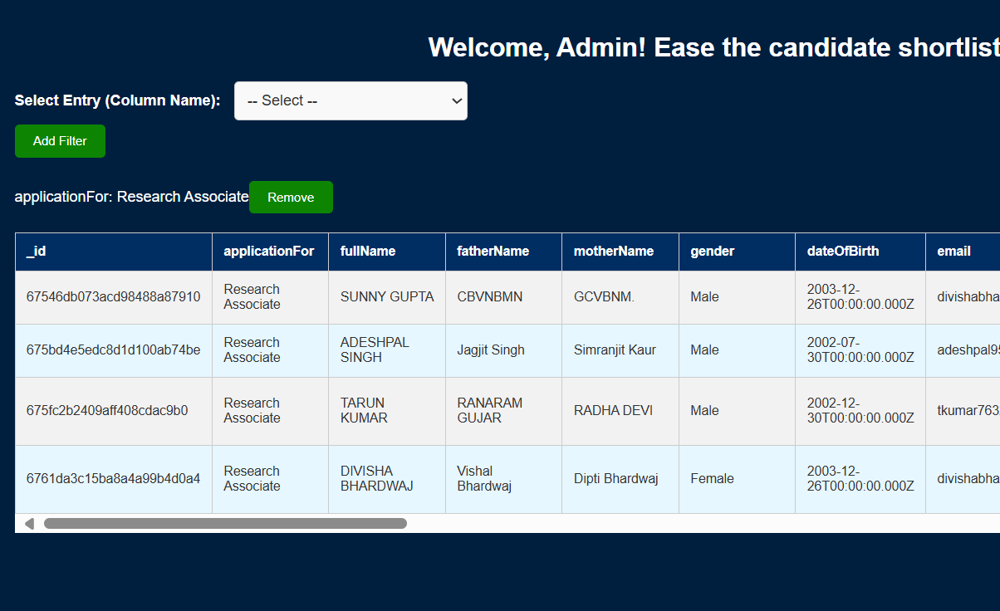 Welcome, Admin! Ease the candidate shortlist
Select Entry (Column Name): -- Select --
Add Filter
applicationFor: Research Associate Remove
_id applicationFor fullName fatherName motherName gender dateOfBirth email
67546db073acd98488a87910 Research Associate SUNNY GUPTA CBVNBMN GCVBNM. Male 2003-12-26T00:00:00.000Z divishabha
675bd4e5edc8d1d100ab74be Research Associate ADESHPAL SINGH Jagjit Singh Simranjit Kaur Male 2002-07-30T00:00:00.000Z adeshpal95
675fc2b2409aff408cdac9b0 Research Associate TARUN KUMAR RANARAM GUJAR RADHA DEVI Male 2002-12-30T00:00:00.000Z tkumar763
6761da3c15ba8a4a99b4d0a4 Research Associate DIVISHA BHARDWAJ Vishal Bhardwaj Dipti Bhardwaj Female 2003-12-26T00:00:00.000Z divishabha